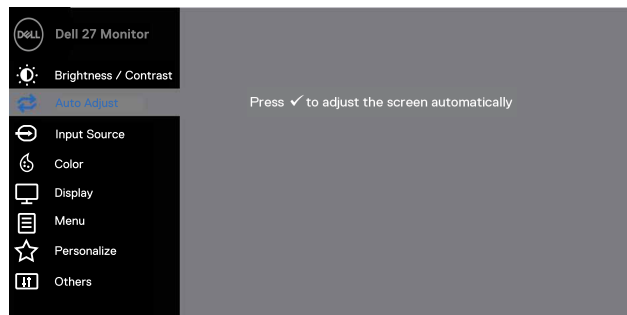 DELL Dell 27 Monitor
Brightness / Contrast
Auto Adjust
Press ✓ to adjust the screen automatically
Input Source
Color
Display
Menu
Personalize
Others